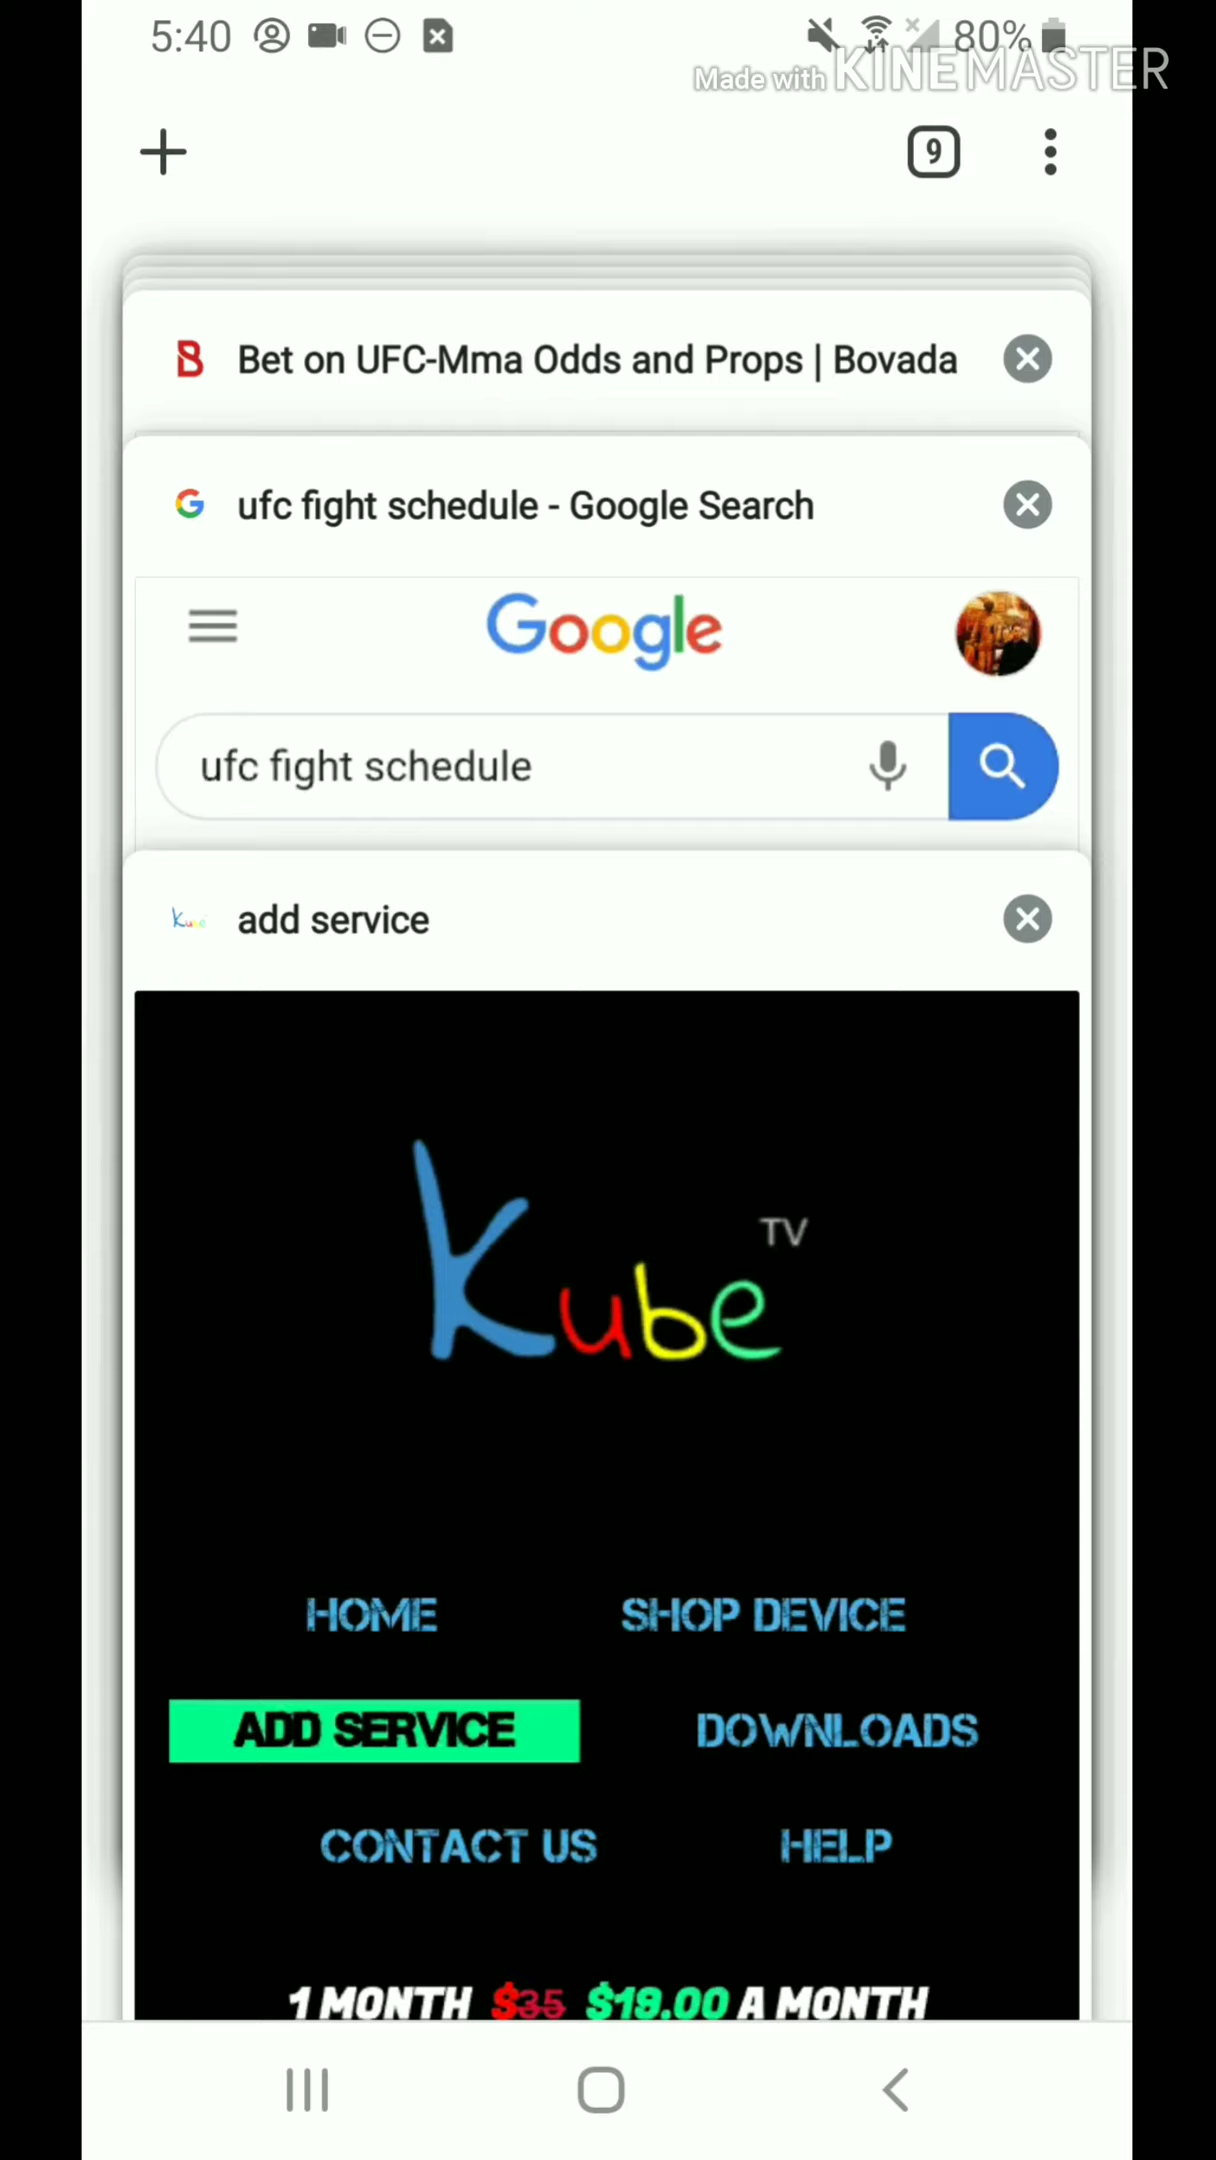 5:40
80%
Made with KINEMASTER
9
B Bet on UFC-Mma Odds and Props | Bovada
G ufc fight schedule - Google Search
Google
ufc fight schedule
Kube add service
Kube TV
HOME SHOP DEVICE
ADD SERVICE DOWNLOADS
CONTACT US HELP
1 MONTH $35 $19.00 A MONTH